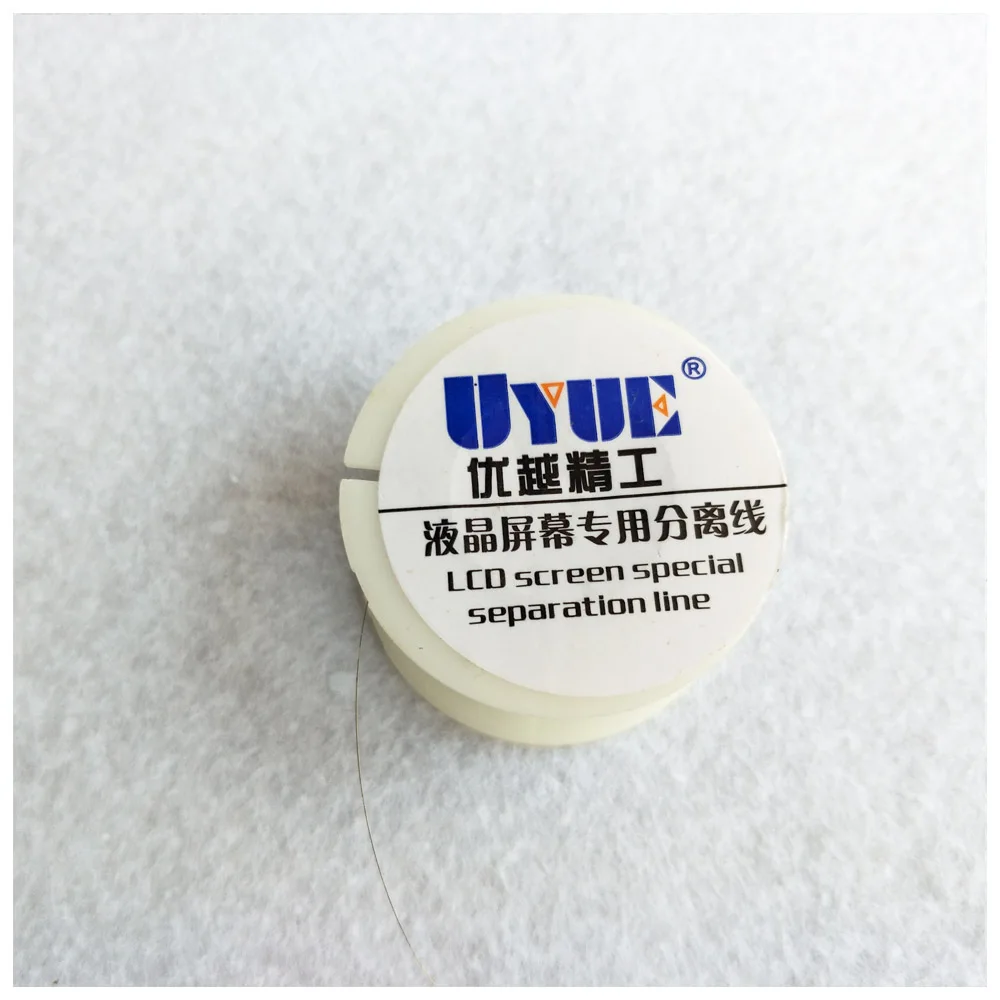 UYUE®
优越精工
液晶屏幕专用分离线
LCD screen special
separation line